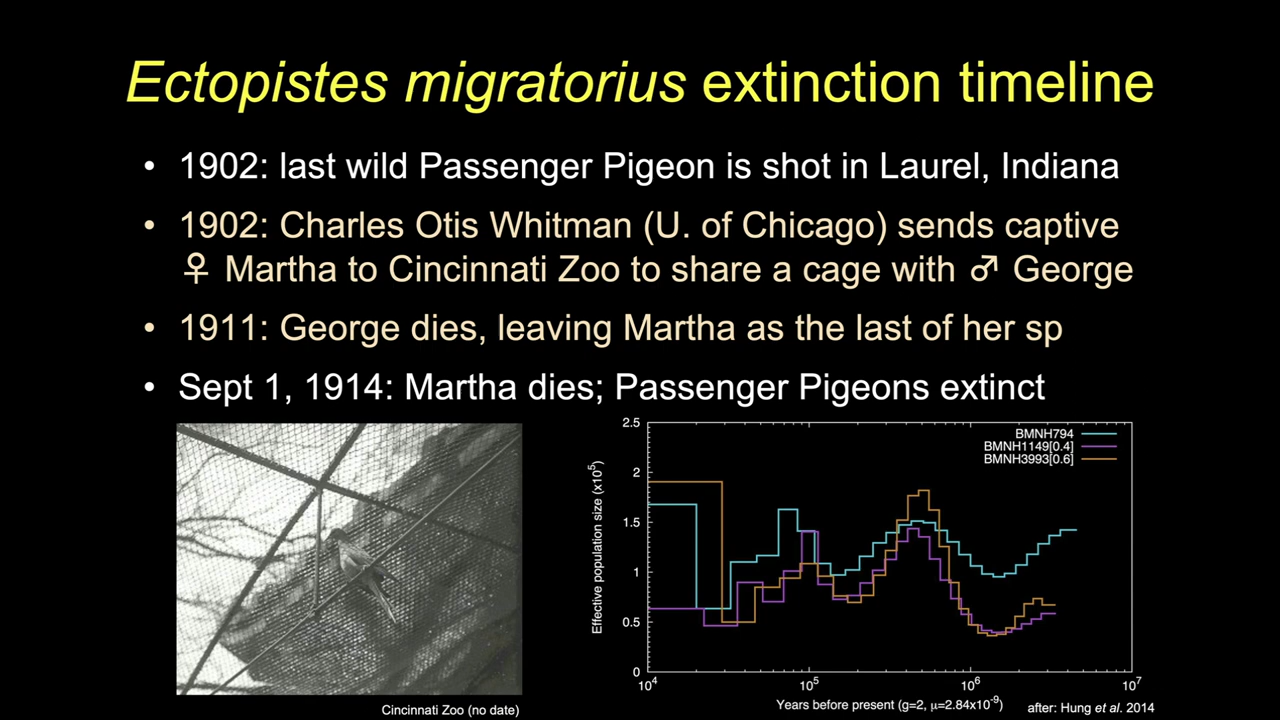 Ectopistes migratorius extinction timeline
• 1902: last wild Passenger Pigeon is shot in Laurel, Indiana
• 1902: Charles Otis Whitman (U. of Chicago) sends captive
♀ Martha to Cincinnati Zoo to share a cage with ♂ George
• 1911: George dies, leaving Martha as the last of her sp
• Sept 1, 1914: Martha dies; Passenger Pigeons extinct
Cincinnati Zoo (no date)
2.5
2
1.5
1
0.5
0
Effective population size (x10⁵)
BMNH794
BMNH1149[0.4]
BMNH3993[0.6]
10⁴ 10⁵ 10⁶ 10⁷
Years before present (g=2, μ=2.84x10⁻⁹)
after: Hung et al. 2014